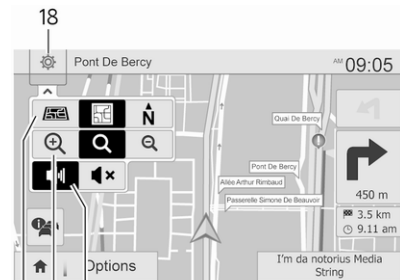 18
Pont De Bercy
AM 09:05
N
Quai De Bercy
Pont De Bercy
Allée Arthur Rimbaud
Passerelle Simone De Beauvoir
450 m
3.5 km
9.11 am
Options
I'm da notorius Media
String